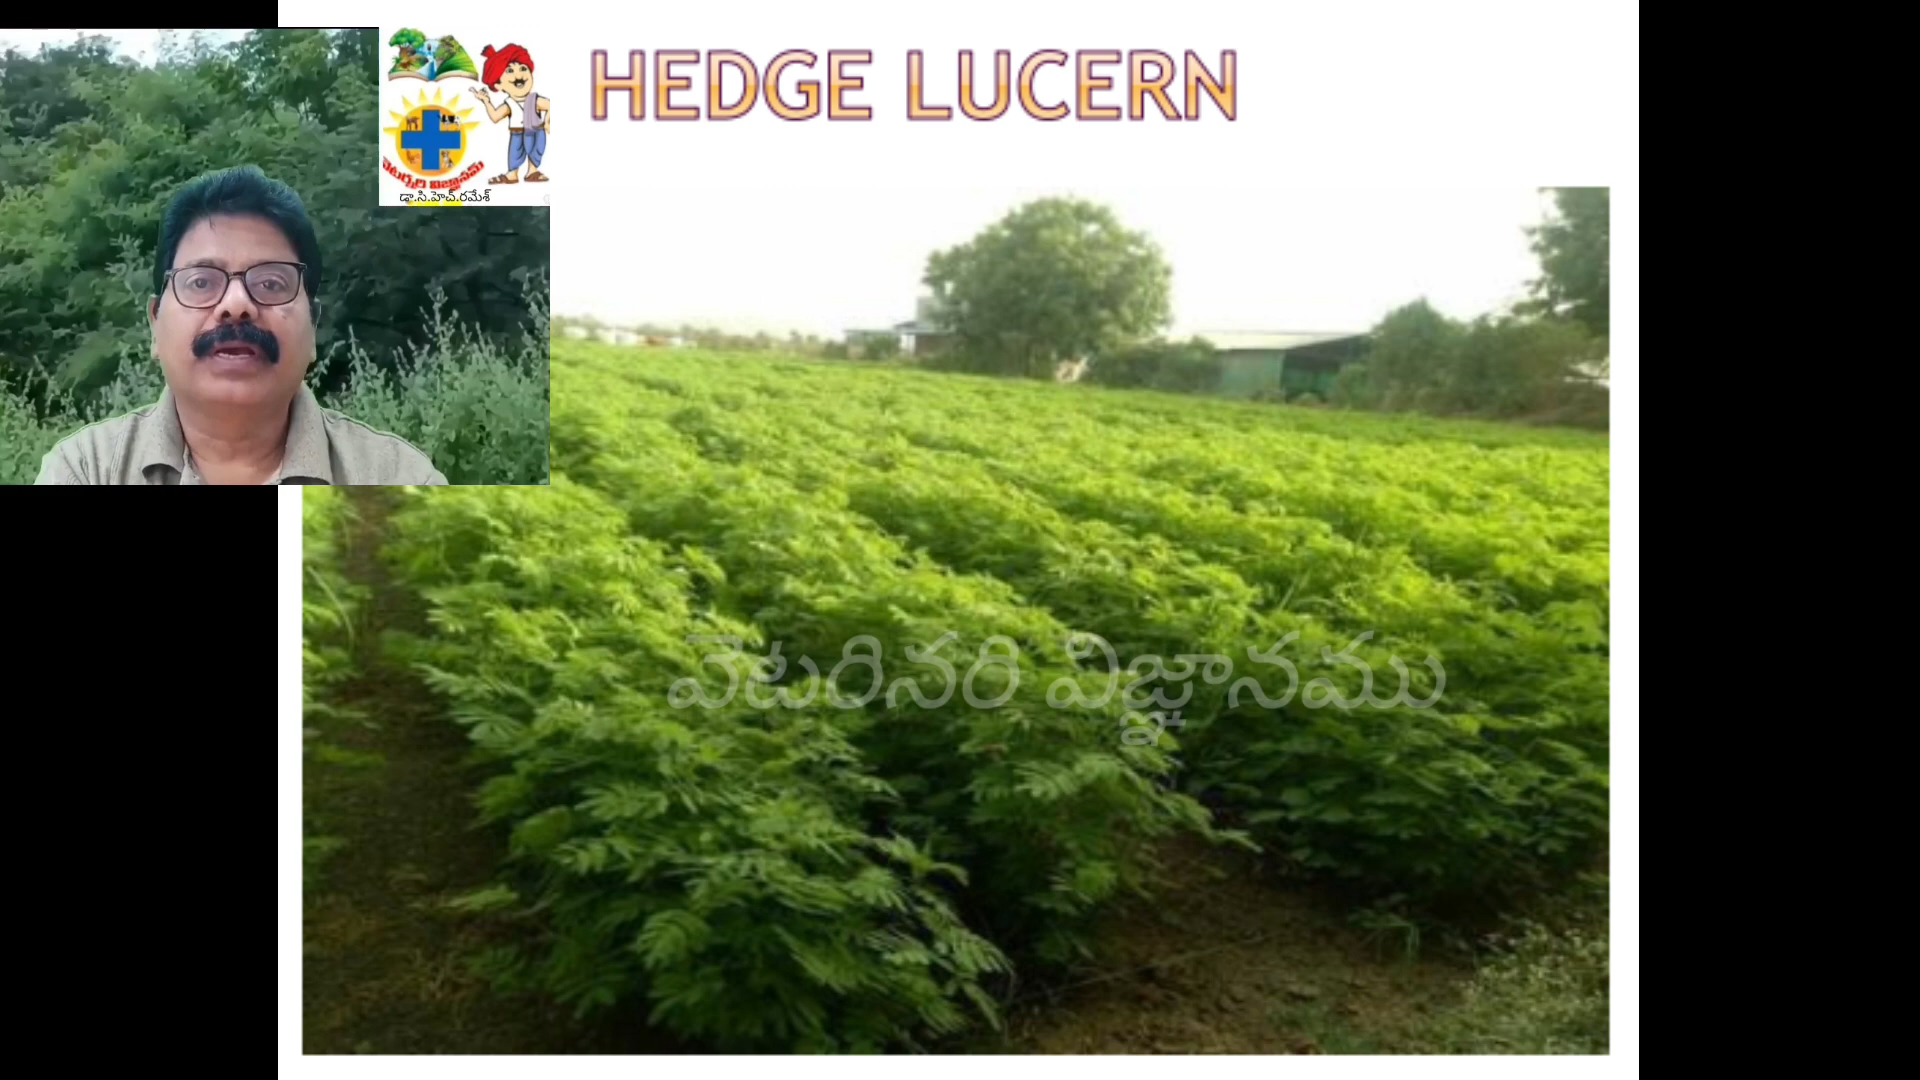 HEDGE LUCERN
వెటర్నరి విజ్ఞానమ్
డా.సి.హెచ్.రమేశ్
వెటరినరి విజ్ఞానము